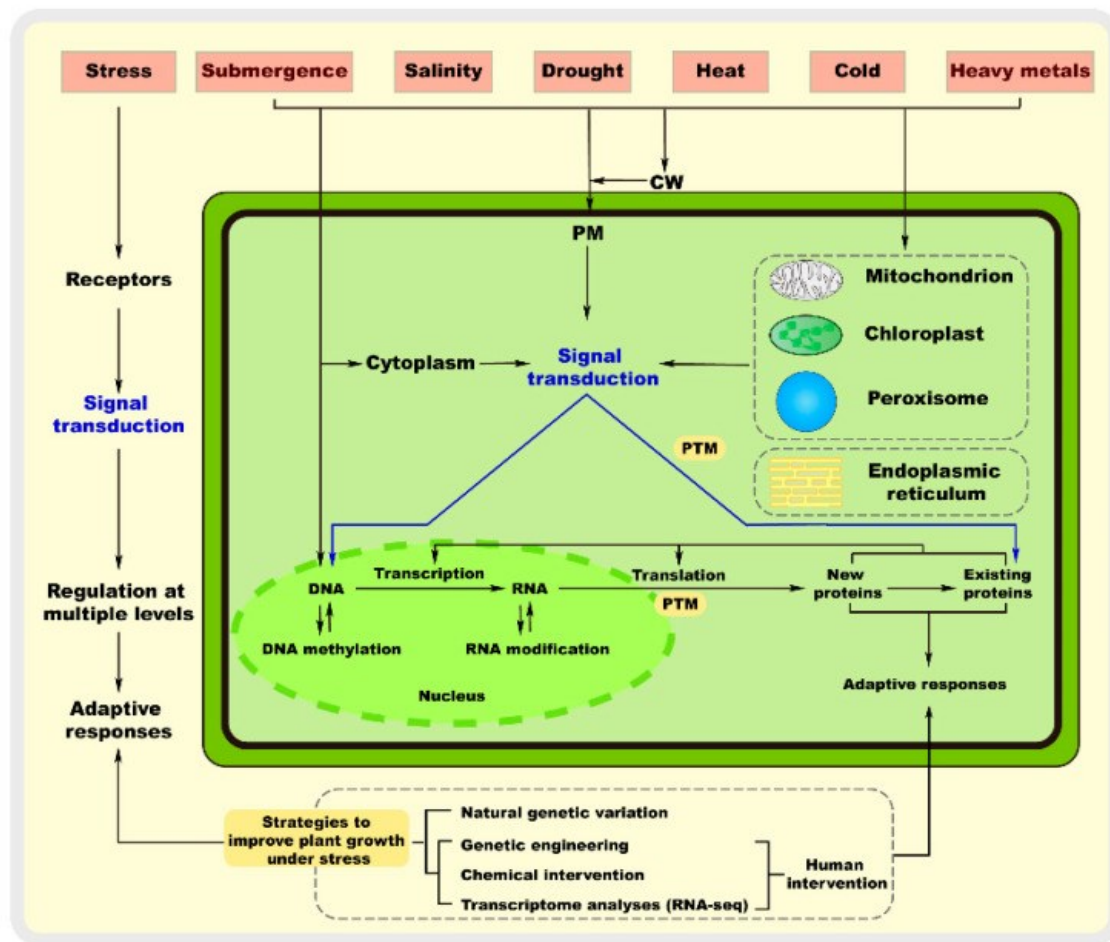 Stress
Submergence
Salinity
Drought
Heat
Cold
Heavy metals
CW
PM
Receptors
Mitochondrion
Chloroplast
Cytoplasm
Signal
transduction
Signal
transduction
Peroxisome
PTM
Endoplasmic
reticulum
Regulation at
multiple levels
DNA
Transcription
RNA
Translation
PTM
New
proteins
Existing
proteins
DNA methylation
RNA modification
Nucleus
Adaptive responses
Adaptive
responses
Strategies to
improve plant growth
under stress
Natural genetic variation
Genetic engineering
Chemical intervention
Transcriptome analyses (RNA-seq)
Human
intervention